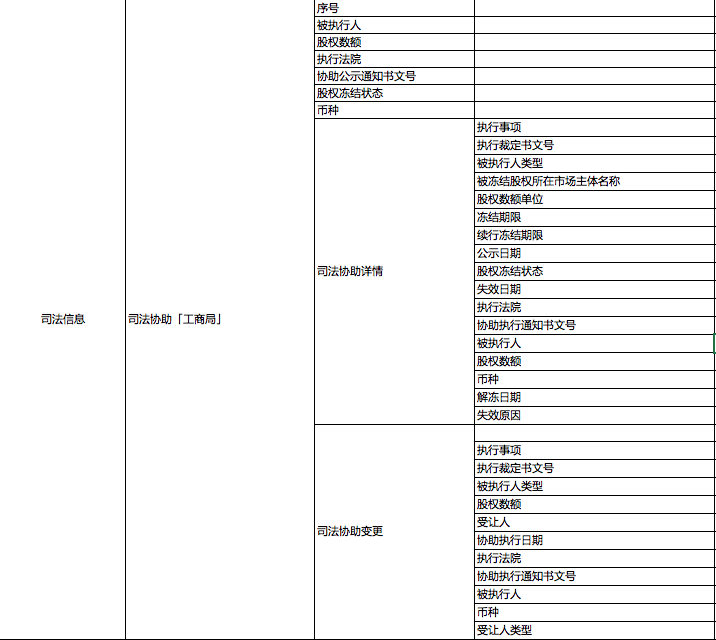 序号
被执行人
股权数额
执行法院
协助公示通知书文号
股权冻结状态
币种
执行事项
执行裁定书文号
被执行人类型
被冻结股权所在市场主体名称
股权数额单位
冻结期限
续行冻结期限
公示日期
司法协助详情
股权冻结状态
失效日期
执行法院
司法信息
司法协助「工商局」
协助执行通知书文号
被执行人
股权数额
币种
解冻日期
失效原因
执行事项
执行裁定书文号
被执行人类型
股权数额
受让人
司法协助变更
协助执行日期
执行法院
协助执行通知书文号
被执行人
币种
受让人类型